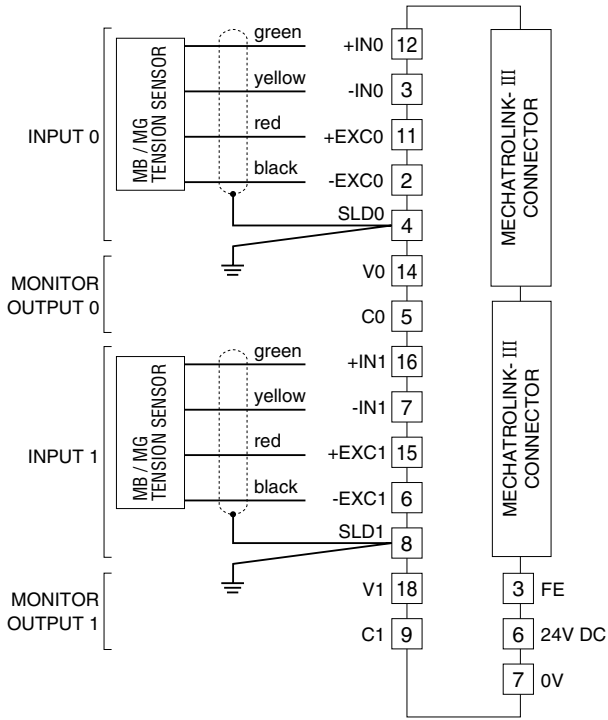 INPUT 0
MB / MG
TENSION SENSOR
green +IN0 12
yellow -IN0 3
red +EXC0 11
black -EXC0 2
SLD0 4
MONITOR
OUTPUT 0
V0 14
C0 5
INPUT 1
MB / MG
TENSION SENSOR
green +IN1 16
yellow -IN1 7
red +EXC1 15
black -EXC1 6
SLD1 8
MONITOR
OUTPUT 1
V1 18
C1 9
MECHATROLINK- III
CONNECTOR
MECHATROLINK- III
CONNECTOR
3 FE
6 24V DC
7 0V